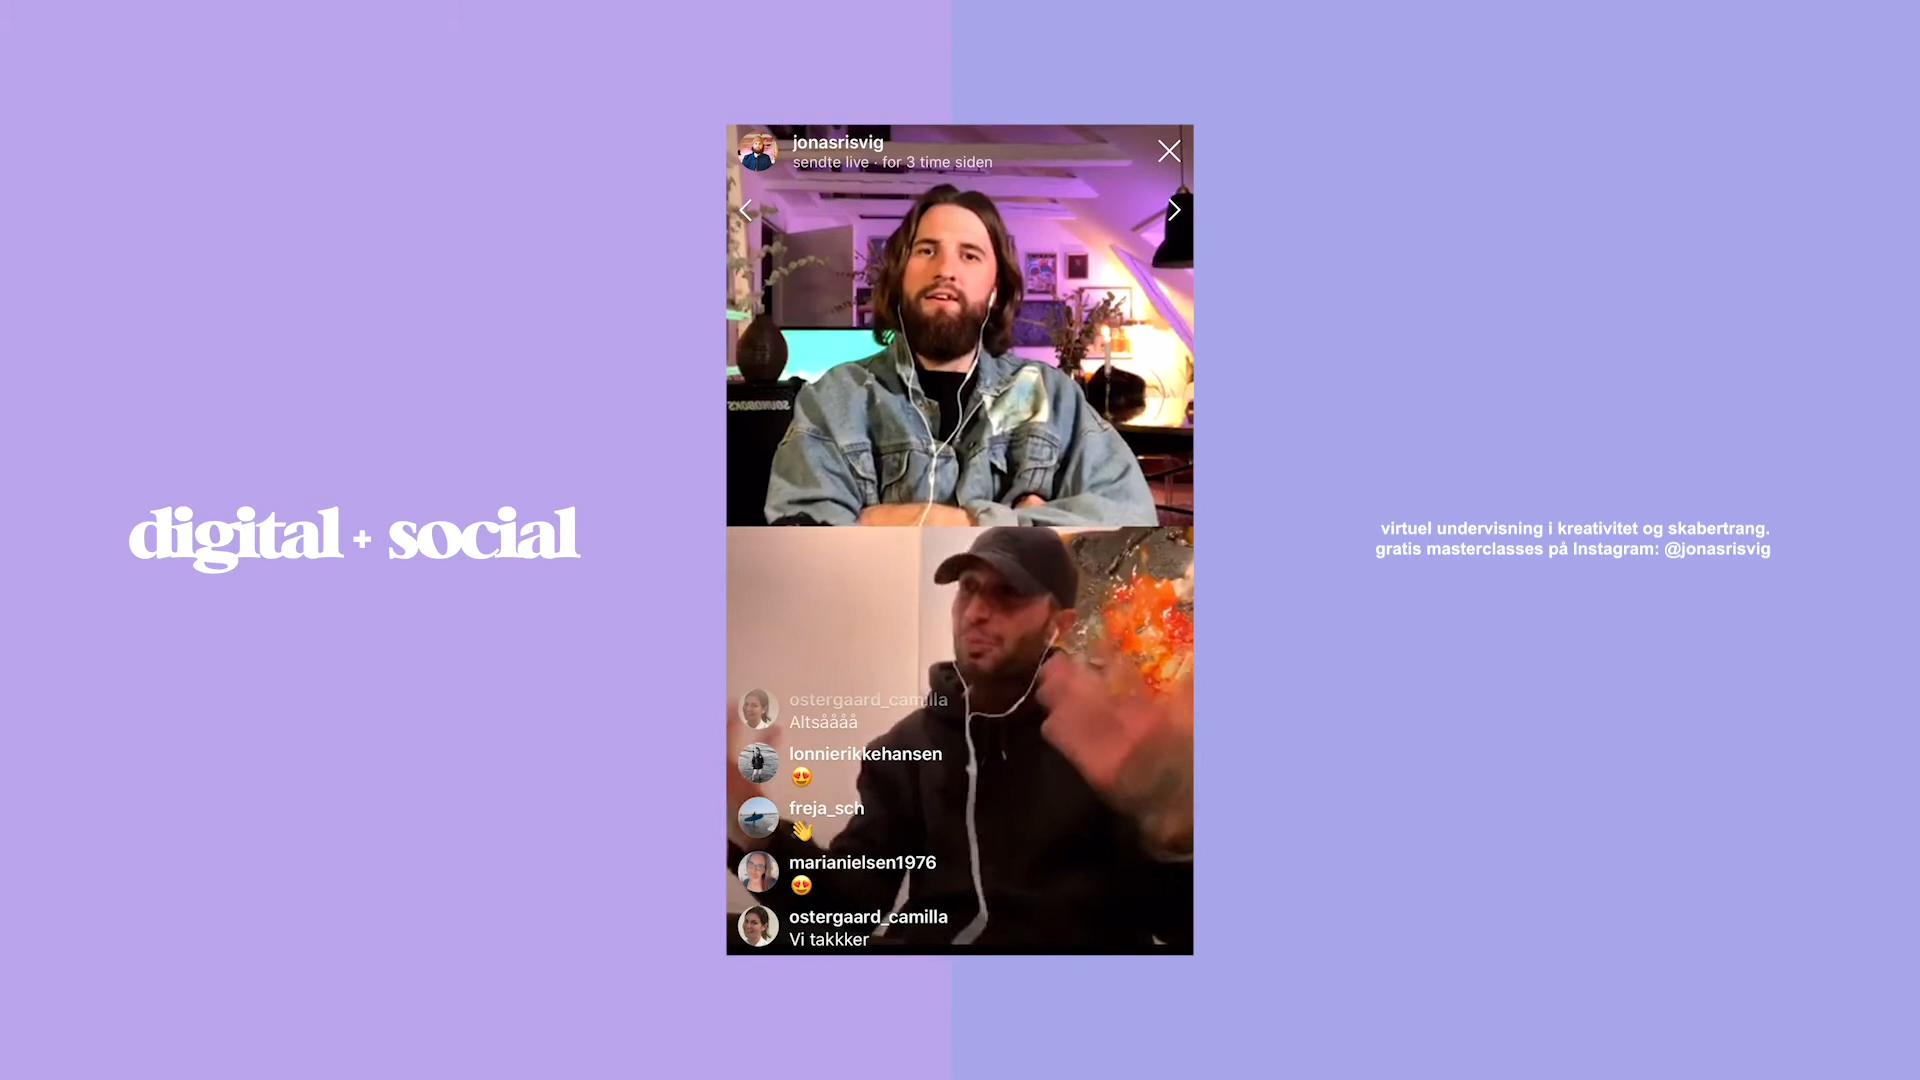 jonasrisvig
sendte live · for 3 time siden
SOUNDBOKS
digital + social
virtuel undervisning i kreativitet og skabertrang.
gratis masterclasses på Instagram: @jonasrisvig
ostergaard_camilla
Altsåååå
lonnierikkehansen
😍
freja_sch
👋
marianielsen1976
😍
ostergaard_camilla
Vi takkker